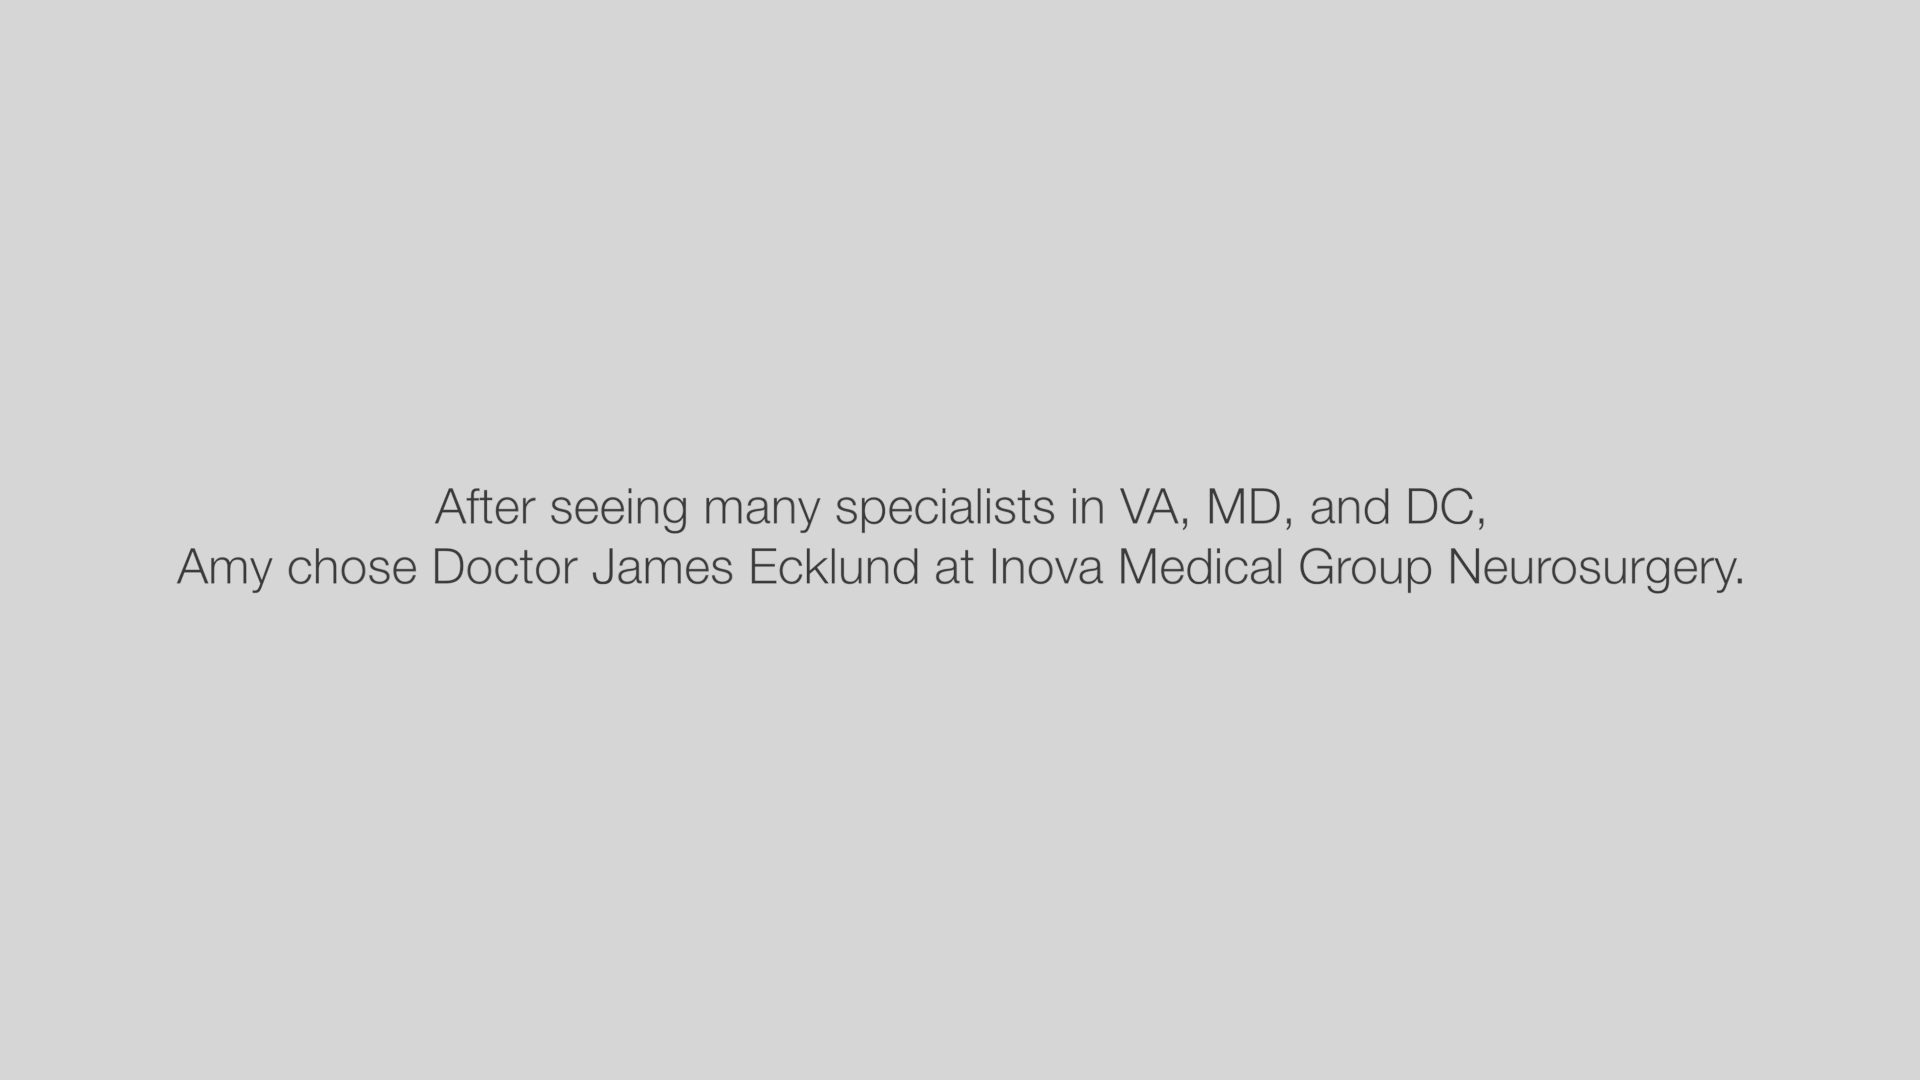 After seeing many specialists in VA, MD, and DC,
Amy chose Doctor James Ecklund at Inova Medical Group Neurosurgery.